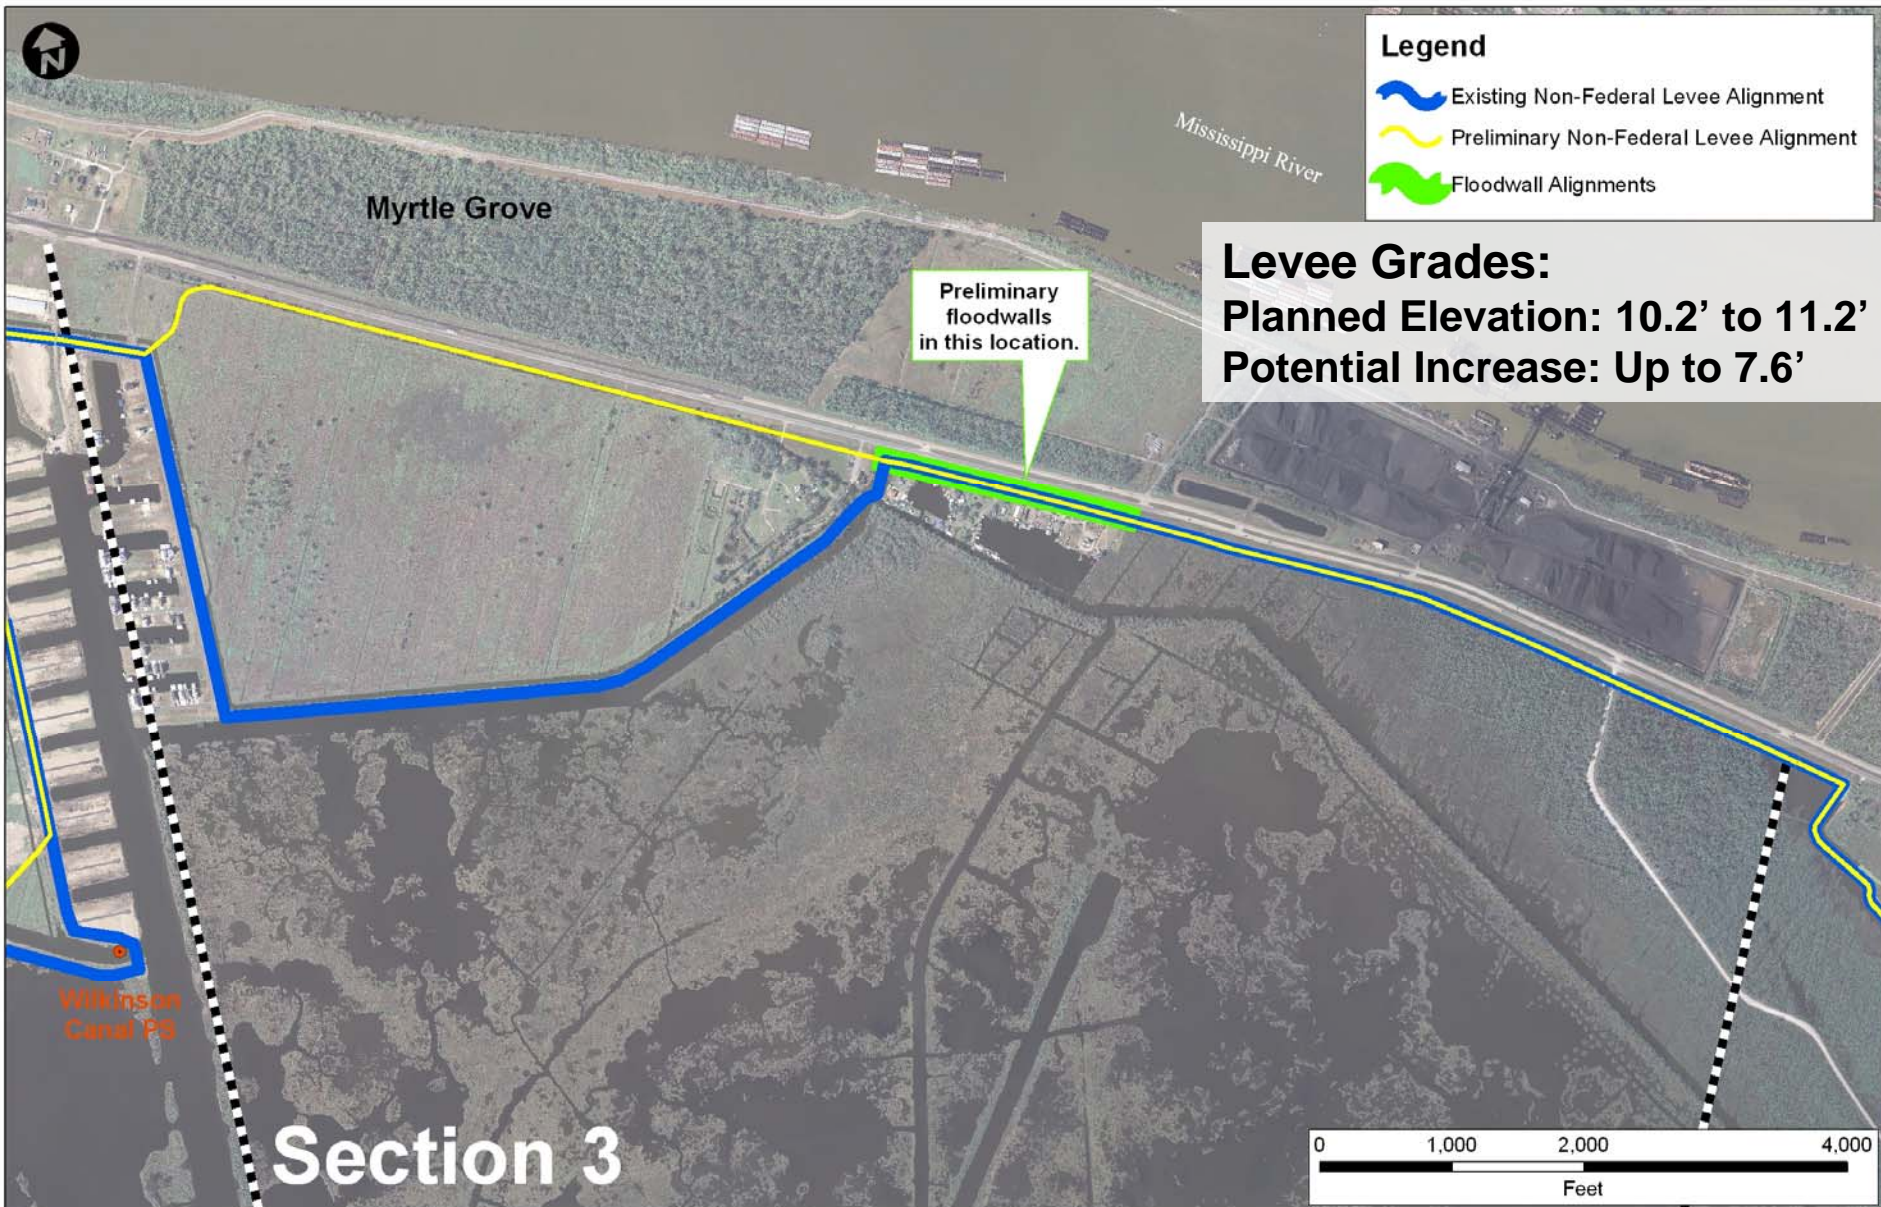 N
Legend
Existing Non-Federal Levee Alignment
Preliminary Non-Federal Levee Alignment
Floodwall Alignments
Mississippi River
Myrtle Grove
Levee Grades:
Planned Elevation: 10.2’ to 11.2’
Potential Increase: Up to 7.6’
Preliminary
floodwalls
in this location.
Wilkinson
Canal PS
Section 3
0 1,000 2,000 4,000
Feet